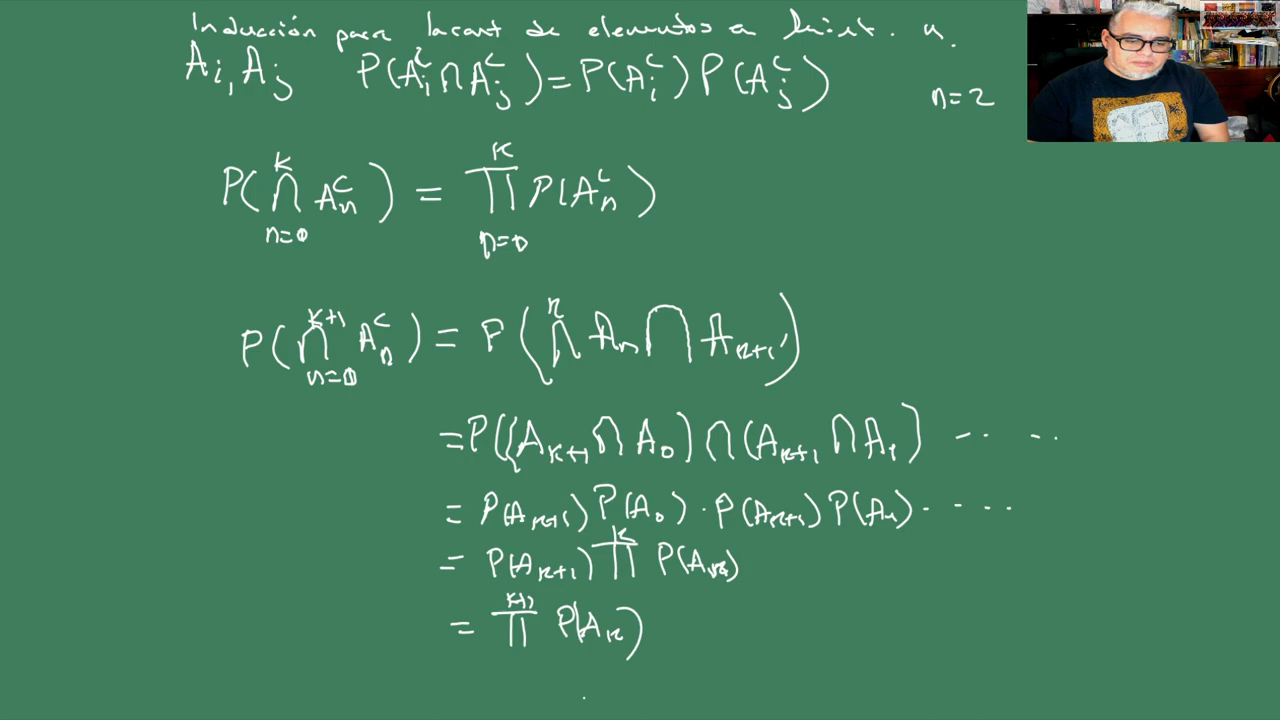 Inducción para la cant de elementos en la int. n.
A_i, A_j P(A_i^c ∩ A_j^c) = P(A_i^c) P(A_j^c) n=2
P(⋂_{n=0}^{k} A_n^c) = ∏_{n=0}^{k} P(A_n^c)
P(⋂_{n=0}^{k+1} A_n^c) = P(⋂^{k} A_n ⋂ A_{k+1})
= P((A_{k+1} ∩ A_0) ∩ (A_{k+1} ∩ A_1) -·· -··
= P(A_{k+1}) P(A_0) · P(A_{k+1}) P(A_1) ·····
= P(A_{k+1}) ∏^{k} P(A_k)
= ∏^{k+1} P(A_k)